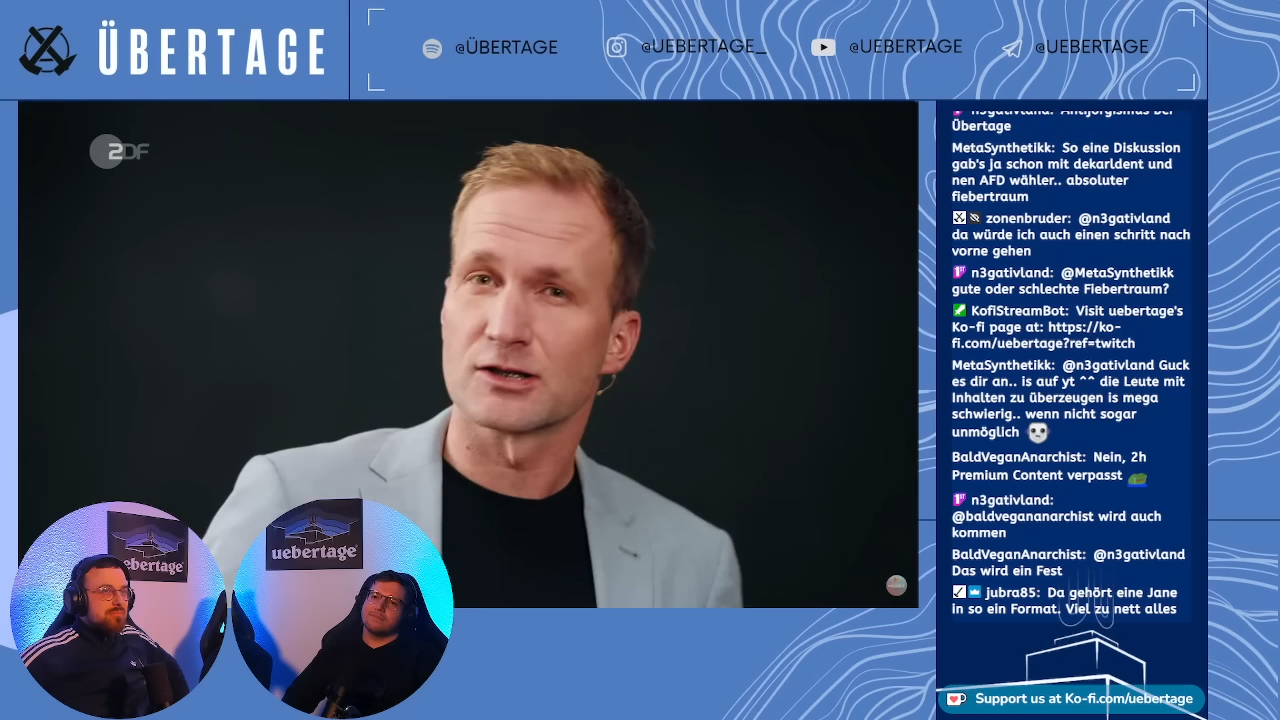 ÜBERTAGE
@ÜBERTAGE
@UEBERTAGE_
@UEBERTAGE
@UEBERTAGE
ZDF
n3gativland: Antijörgismus bei
Übertage
MetaSynthetikk: So eine Diskussion
gab's ja schon mit dekarldent und
nen AFD wähler.. absoluter
fiebertraum
zonenbruder: @n3gativland
da würde ich auch einen schritt nach
vorne gehen
n3gativland: @MetaSynthetikk
gute oder schlechte Fiebertraum?
KofiStreamBot: Visit uebertage's
Ko-fi page at: https://ko-
fi.com/uebertage?ref=twitch
MetaSynthetikk: @n3gativland Guck
es dir an.. is auf yt ^^ die Leute mit
Inhalten zu überzeugen is mega
schwierig.. wenn nicht sogar
unmöglich
BaldVeganAnarchist: Nein, 2h
Premium Content verpasst
n3gativland:
@baldvegananarchist wird auch
kommen
BaldVeganAnarchist: @n3gativland
Das wird ein Fest
jubra85: Da gehört eine Jane
in so ein Format. Viel zu nett alles
Support us at Ko-fi.com/uebertage
uebertage
uebertage